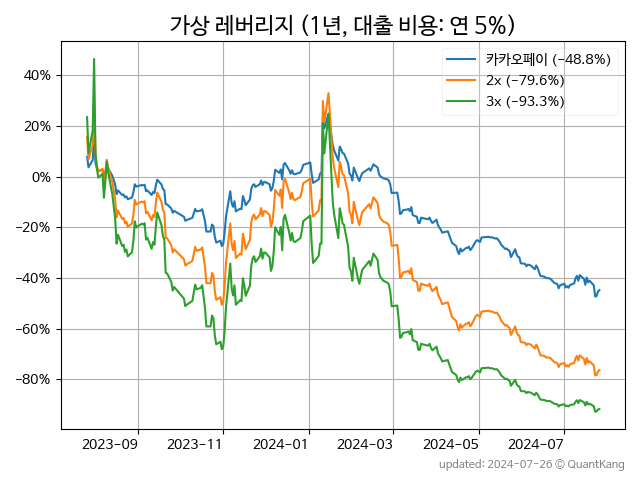 가상 레버리지 (1년, 대출 비용: 연 5%)
카카오페이 (−48.8%)
2x (−79.6%)
3x (−93.3%)
40%
20%
0%
−20%
−40%
−60%
−80%
2023-09 2023-11 2024-01 2024-03 2024-05 2024-07
updated: 2024-07-26 © QuantKang